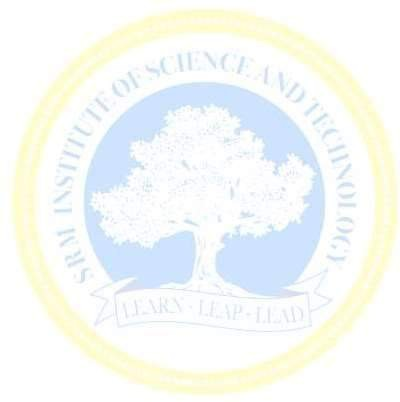 SRM INSTITUTE OF SCIENCE AND TECHNOLOGY
LEARN · LEAP · LEAD